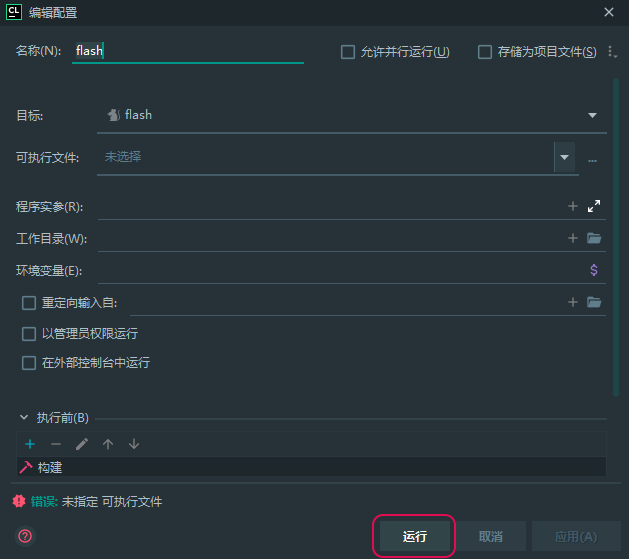 CL 编辑配置
名称(N): flash 允许并行运行(U) 存储为项目文件(S)
目标: flash
可执行文件: 未选择 ...
程序实参(R):
工作目录(W):
环境变量(E): $
重定向输入自:
以管理员权限运行
在外部控制台中运行
执行前(B)
构建
错误: 未指定 可执行文件
? 运行 取消 应用(A)